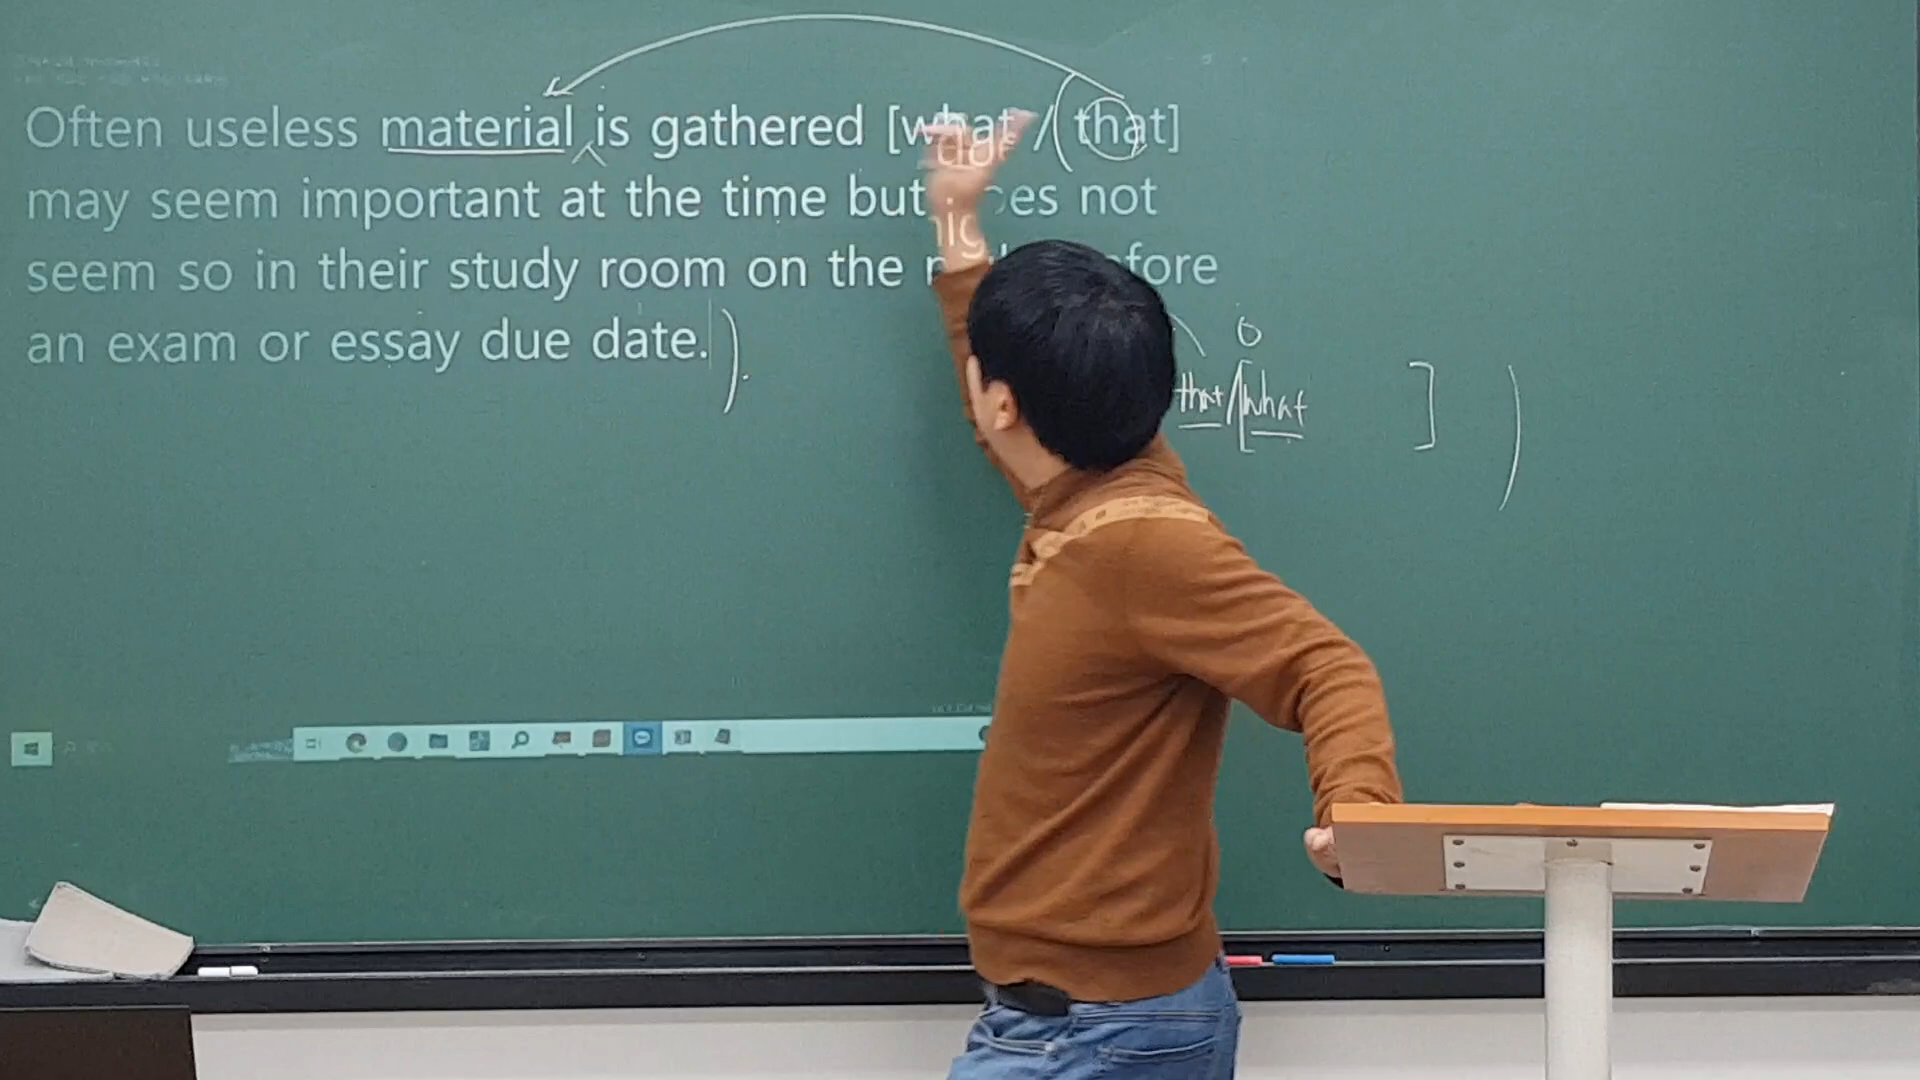 Often useless material is gathered [what / that]
may seem important at the time but es not
seem so in their study room on the fore
an exam or essay due date.
that / [what ]